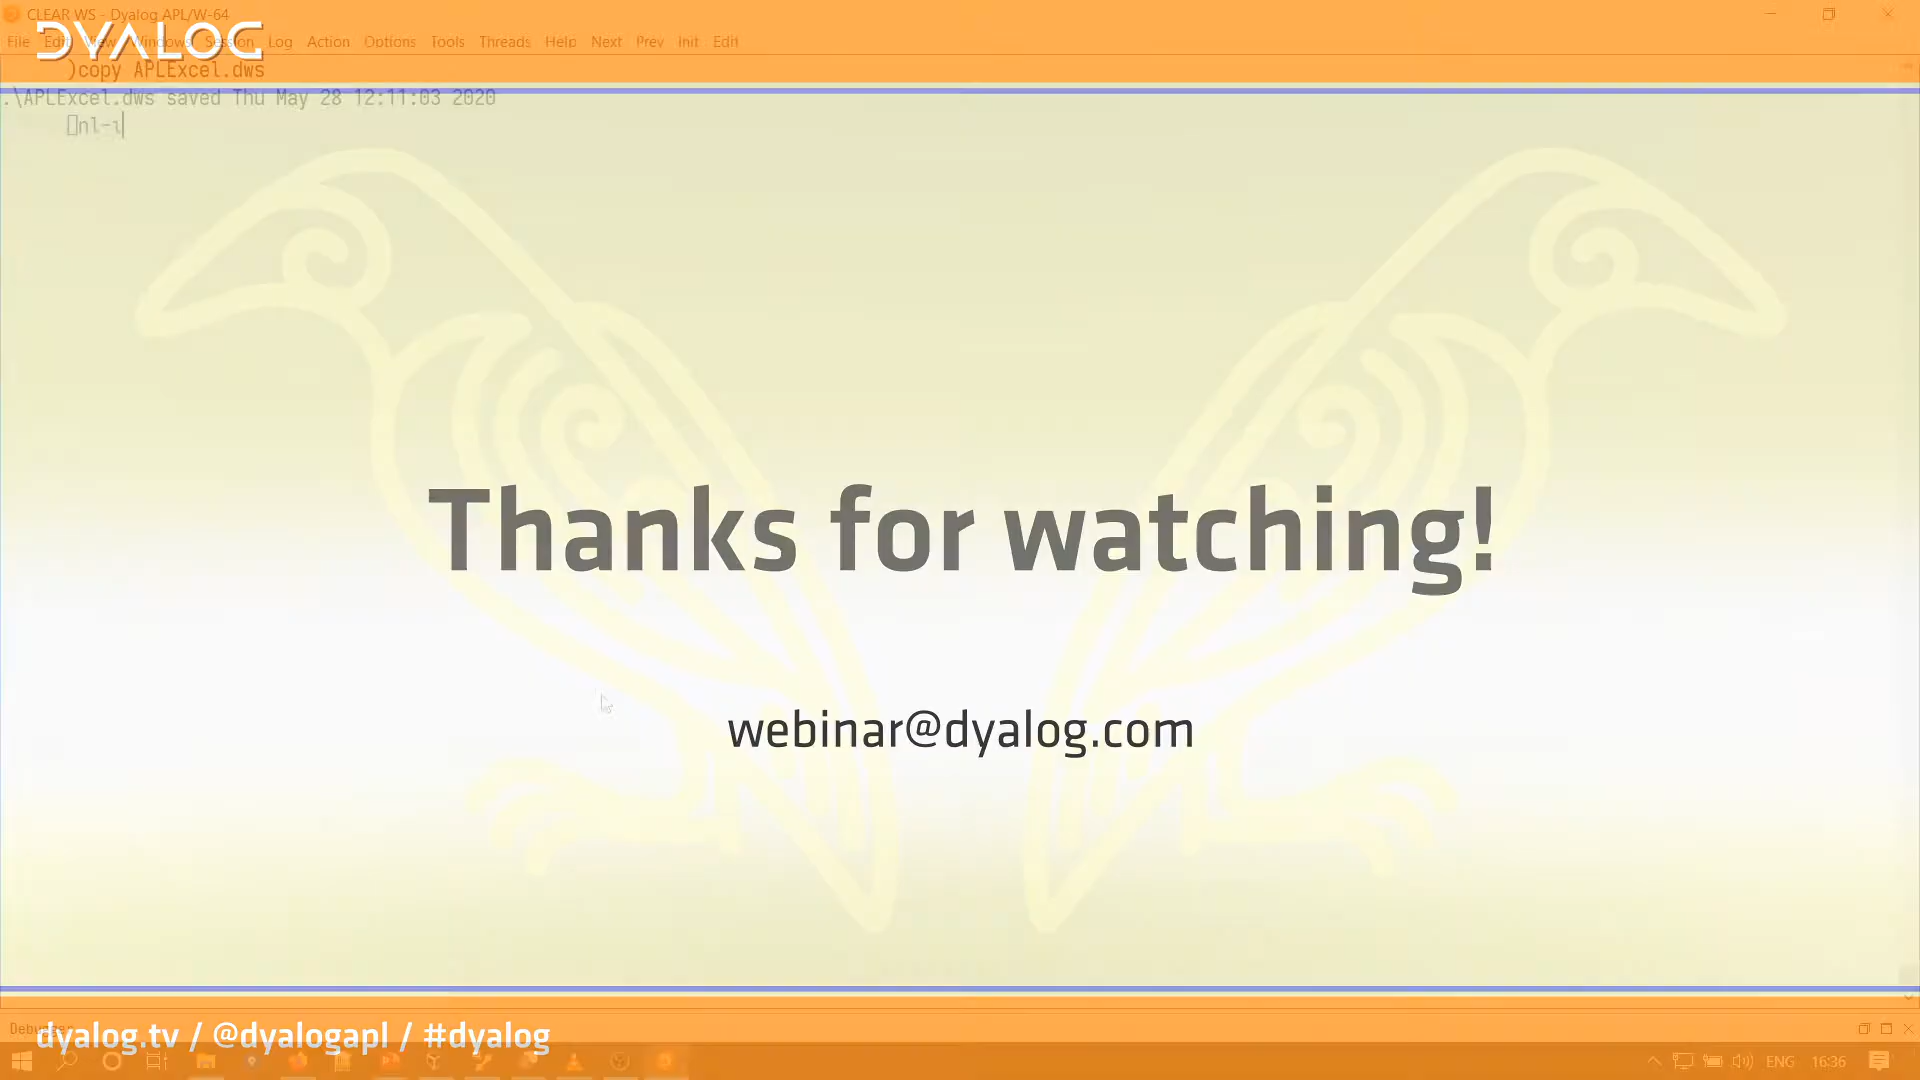 CLEAR WS - Dyalog APL/W-64
DYALOG
File Edit View Windows Session Log Action Options Tools Threads Help Next Prev Init Edit
)copy APLExcel.dws
.\APLExcel.dws saved Thu May 28 12:11:03 2020
⎕nl-⍳
Thanks for watching!
webinar@dyalog.com
Debugger
dyalog.tv / @dyalogapl / #dyalog
ENG 16:36